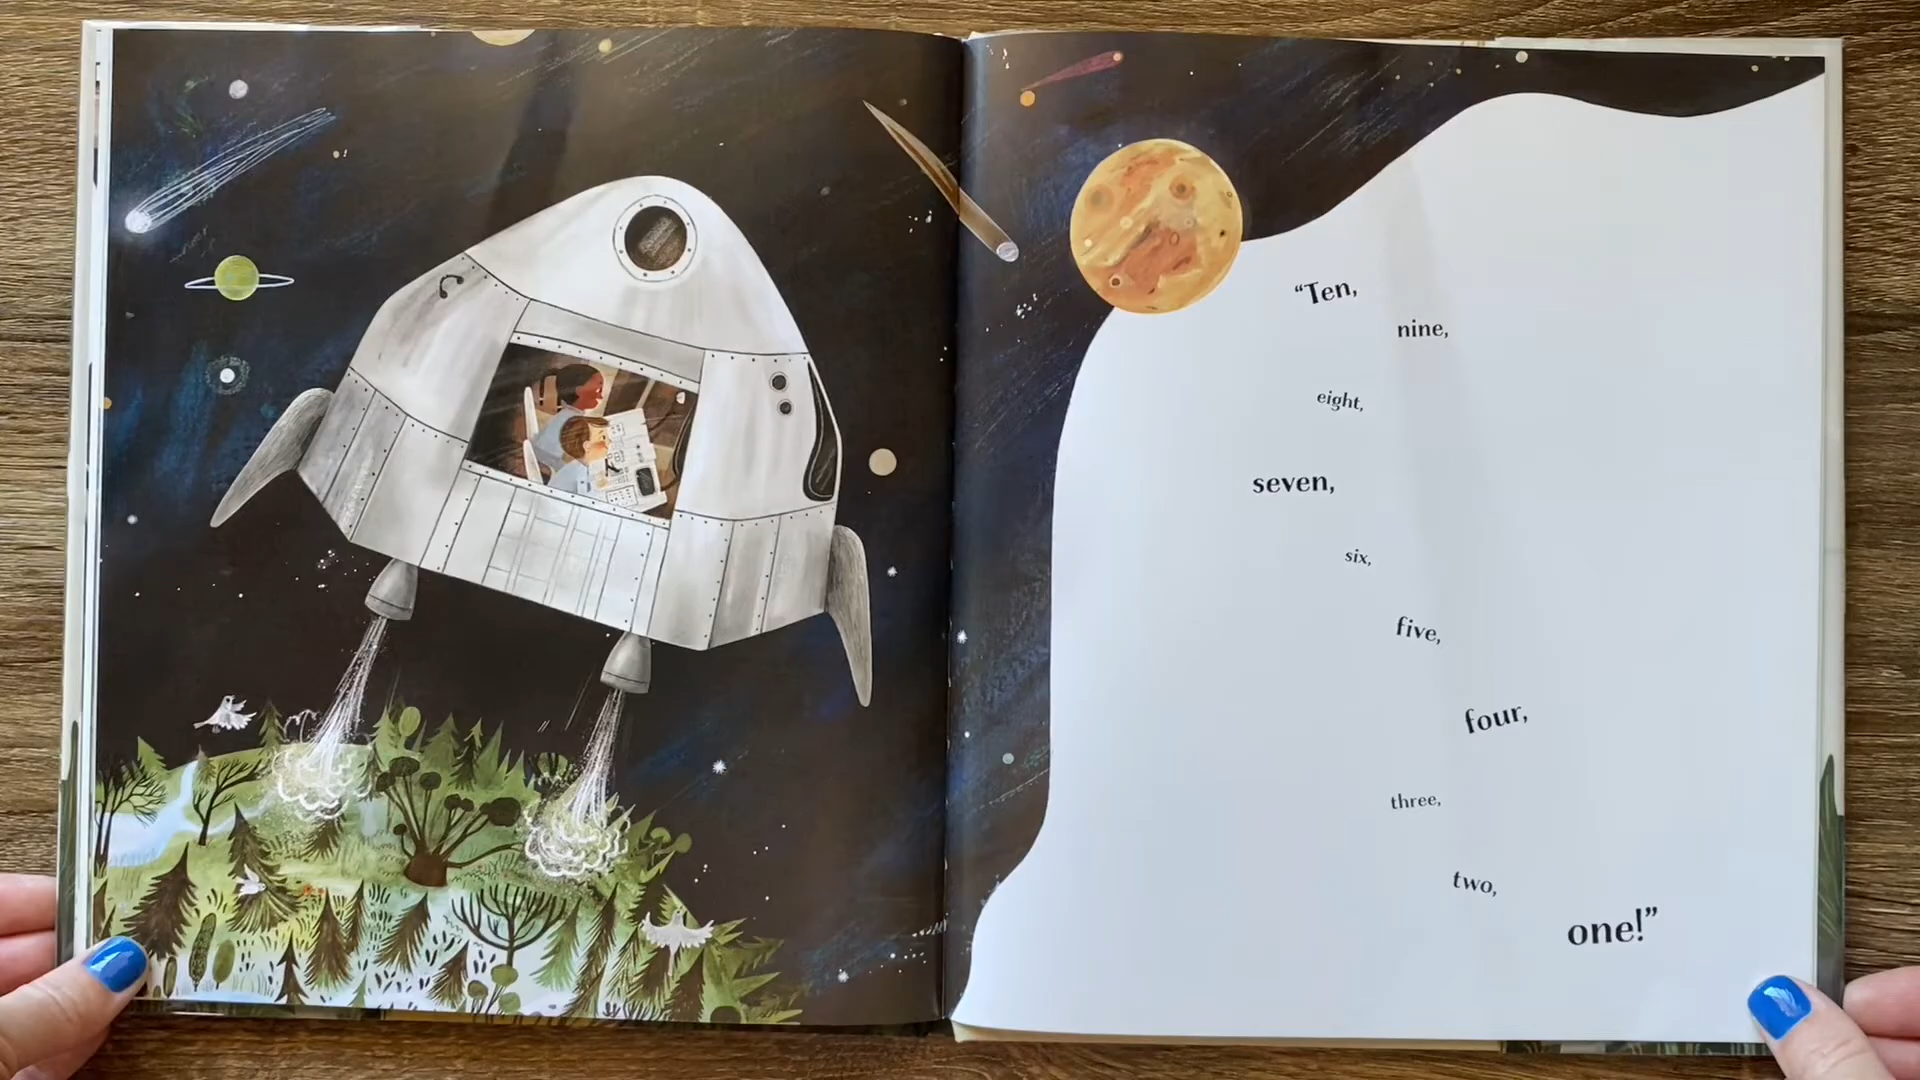 “Ten,
nine,
eight,
seven,
six,
five,
four,
three,
two,
one!”